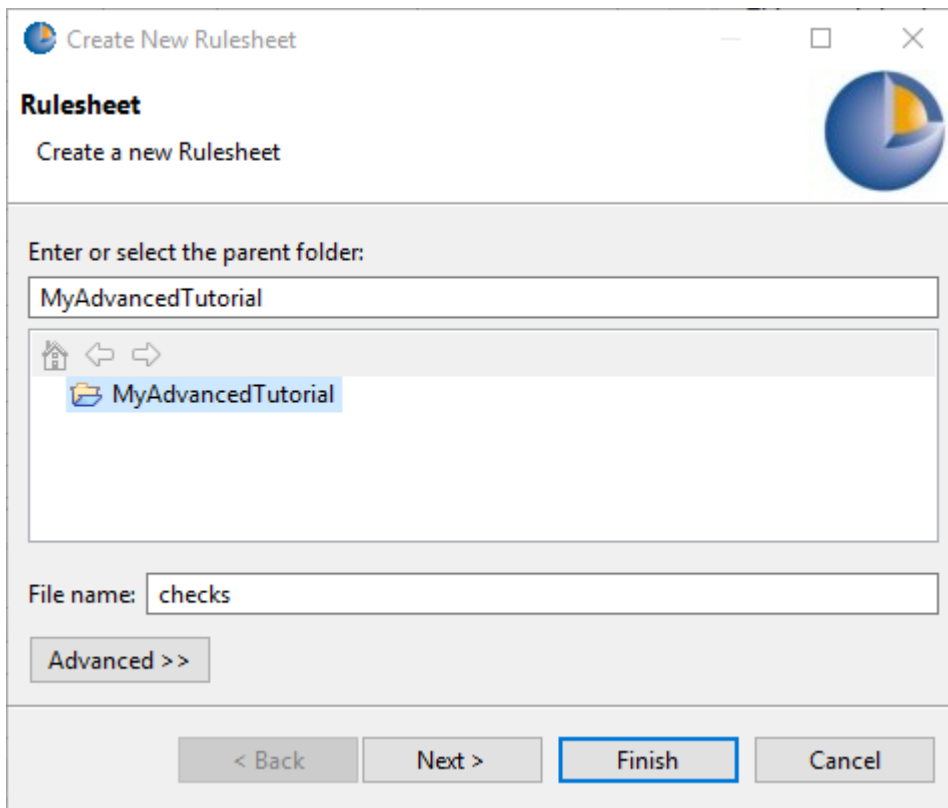 Create New Rulesheet
Rulesheet
Create a new Rulesheet
Enter or select the parent folder:
MyAdvancedTutorial
MyAdvancedTutorial
File name: checks
Advanced >>
< Back Next > Finish Cancel